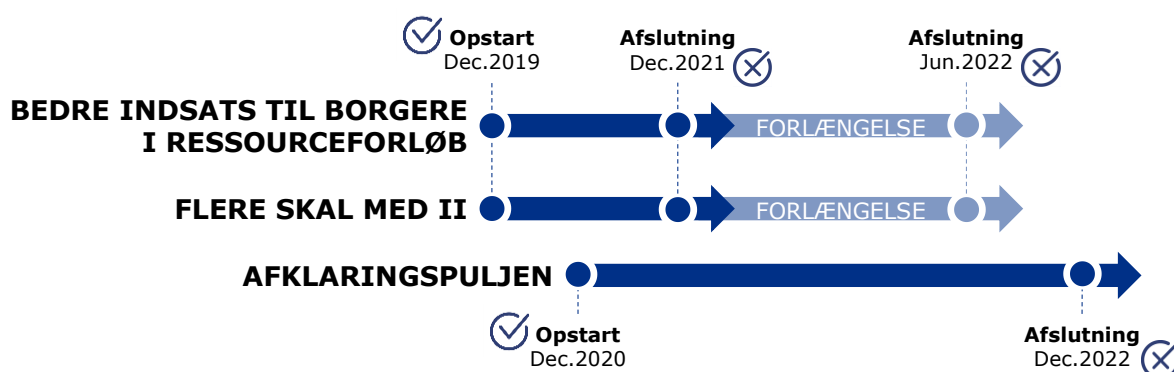 Opstart
Dec.2019
Afslutning
Dec.2021
Afslutning
Jun.2022
BEDRE INDSATS TIL BORGERE
I RESSOURCEFORLØB
FORLÆNGELSE
FLERE SKAL MED II
FORLÆNGELSE
AFKLARINGSPULJEN
Opstart
Dec.2020
Afslutning
Dec.2022